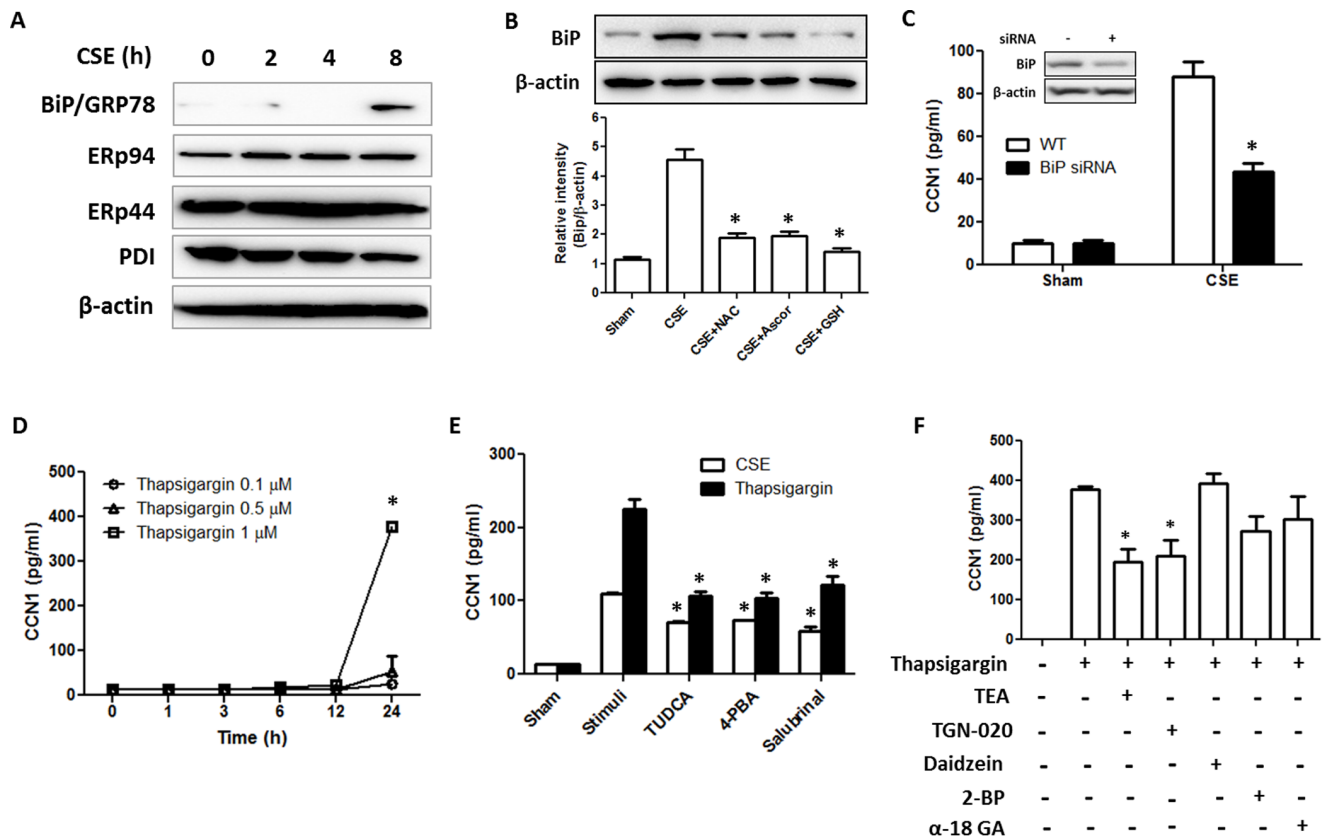 A
CSE (h) 0 2 4 8
BiP/GRP78
ERp94
ERp44
PDI
β-actin
B
BiP
β-actin
Relative intensity
(Bip/β-actin)
6
5
4
3
2
1
0
Sham CSE CSE+NAC CSE+Ascor CSE+GSH
* * *
C
siRNA - +
BiP
β-actin
CCN1 (pg/ml)
100
80
60
40
20
0
WT
BiP siRNA
*
Sham CSE
D
CCN1 (pg/ml)
500
400
300
200
100
0
Thapsigargin 0.1 μM
Thapsigargin 0.5 μM
Thapsigargin 1 μM
*
0 1 3 6 12 24
Time (h)
E
CCN1 (pg/ml)
300
200
100
0
CSE
Thapsigargin
* * * * * *
Sham Stimuli TUDCA 4-PBA Salubrinal
F
CCN1 (pg/ml)
500
400
300
200
100
0
* *
Thapsigargin - + + + + + +
TEA - - + - - - -
TGN-020 - - - + - - -
Daidzein - - - - + - -
2-BP - - - - - + -
α-18 GA - - - - - - +